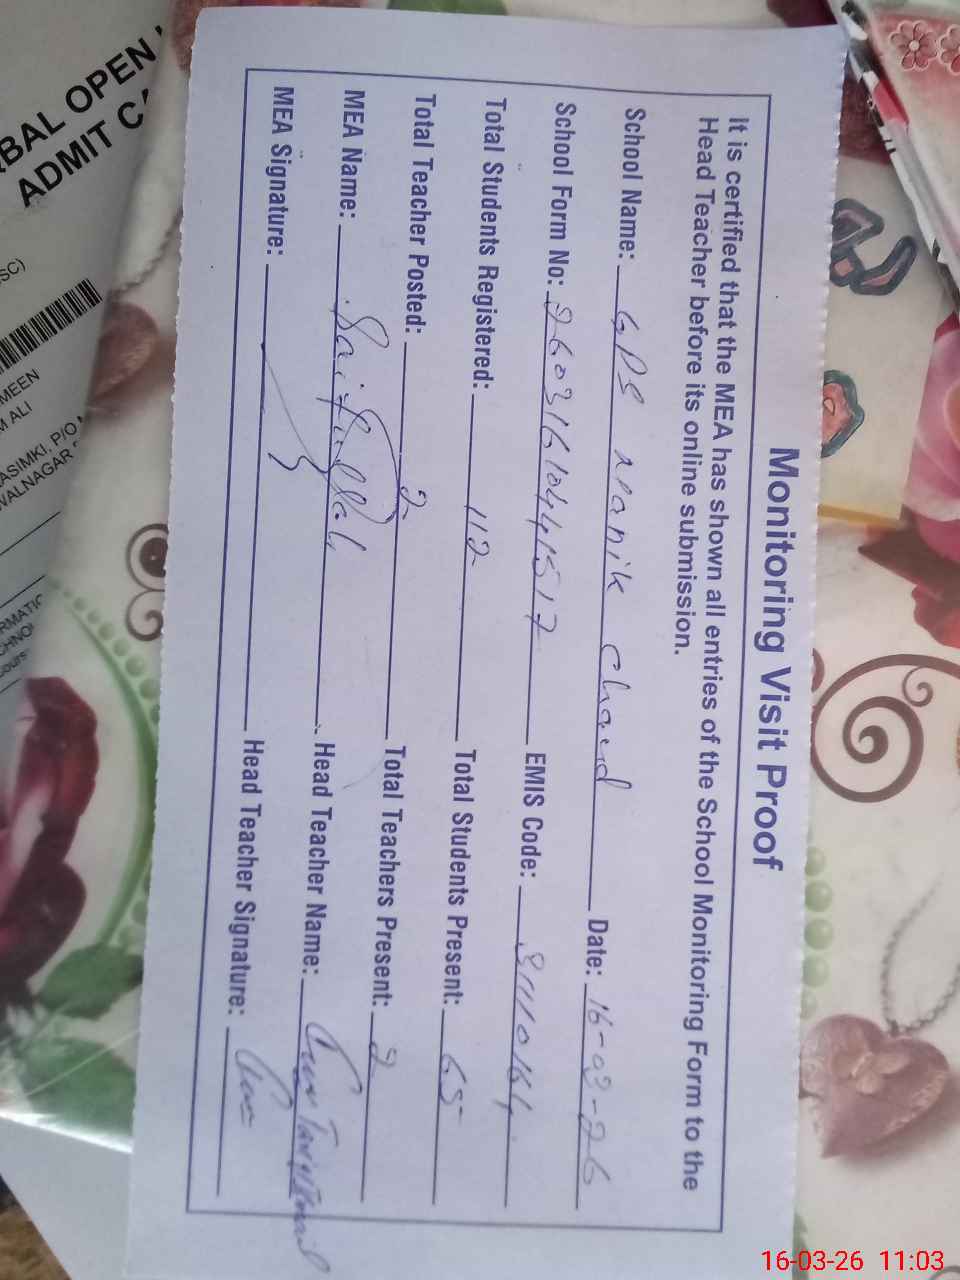 Monitoring Visit Proof
It is certified that the MEA has shown all entries of the School Monitoring Form to the
Head Teacher before its online submission.
School Name: GPS manik chand Date: 16-03-26
School Form No: EMIS Code:
Total Students Registered: 112 Total Students Present: 65
Total Teacher Posted: 2 Total Teachers Present: 2
MEA Name: Saifullah Head Teacher Name:
MEA Signature: Head Teacher Signature:
BAL OPEN
ADMIT
SC)
MEEN
M ALI
ASIMKI, P/O
WALNAGAR
16-03-26 11:03